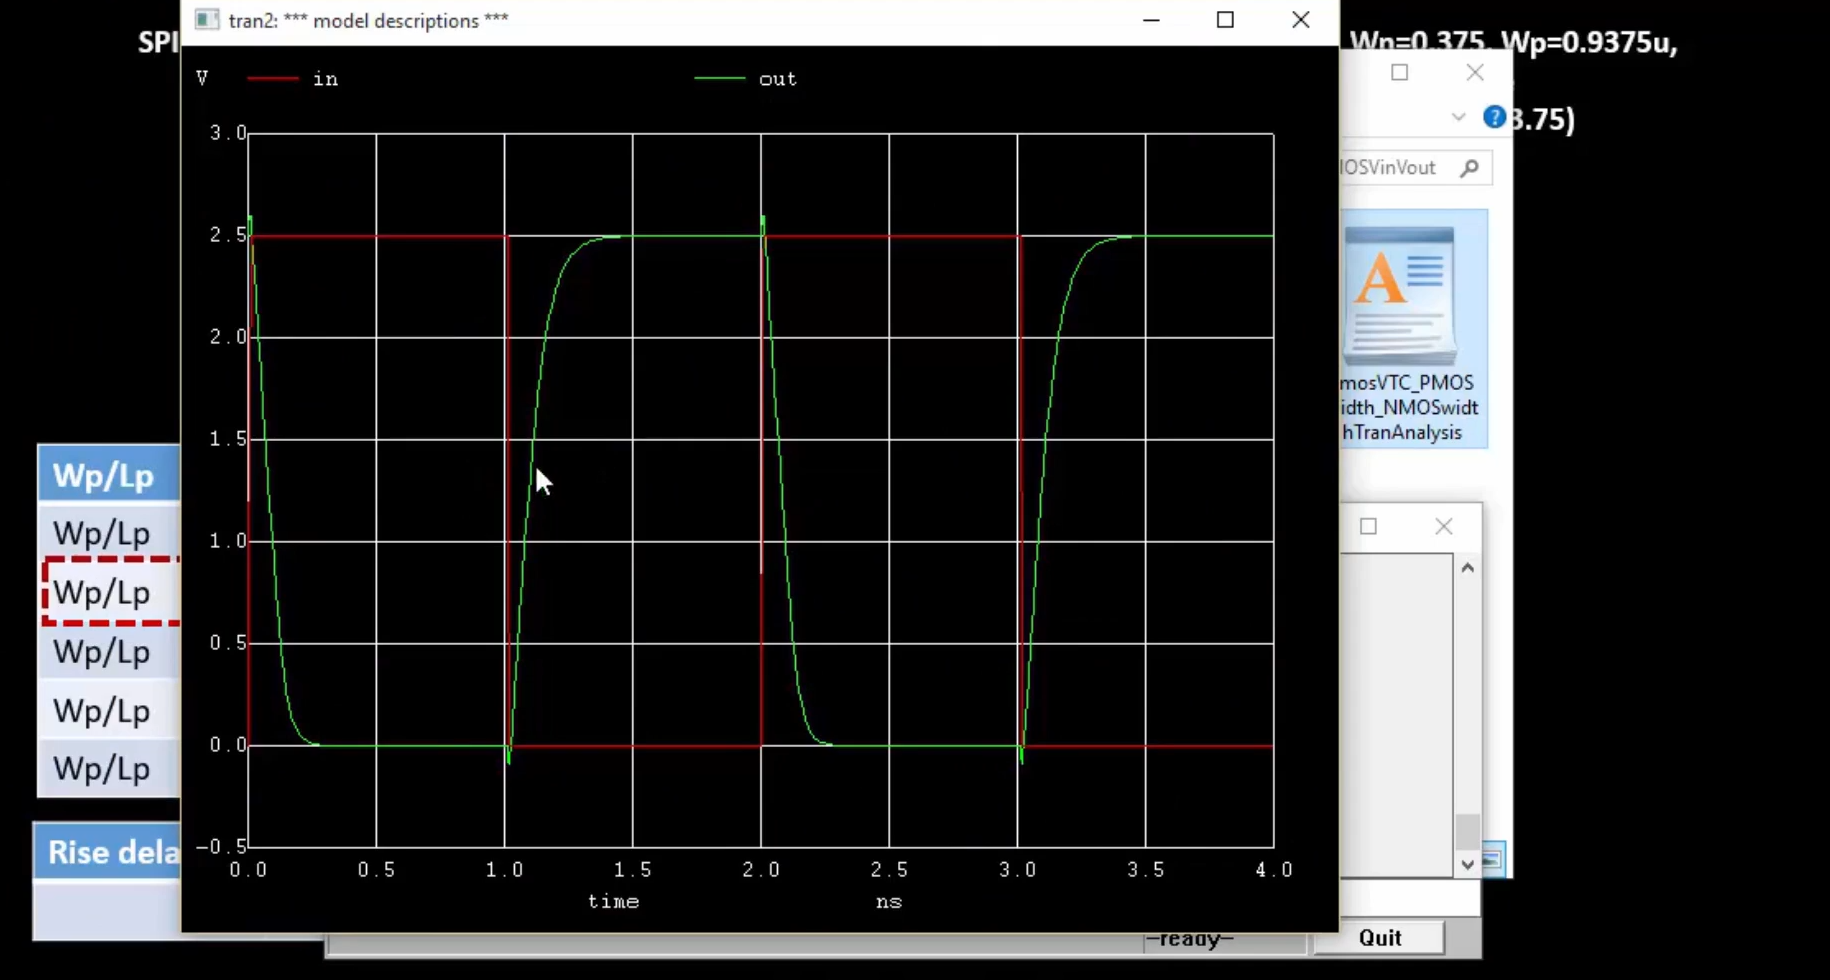 tran2: *** model descriptions ***
SPI
Wn=0.375, Wp=0.9375u,
3.75)
V in out
3.0
2.5
2.0
1.5
1.0
0.5
0.0
-0.5
0.0 0.5 1.0 1.5 2.0 2.5 3.0 3.5 4.0
time ns
?
IOSVinVout
A
mosVTC_PMOS
idth_NMOSwidt
hTranAnalysis
Wp/Lp
Wp/Lp
Wp/Lp
Wp/Lp
Wp/Lp
Wp/Lp
Rise dela
—ready—
Quit